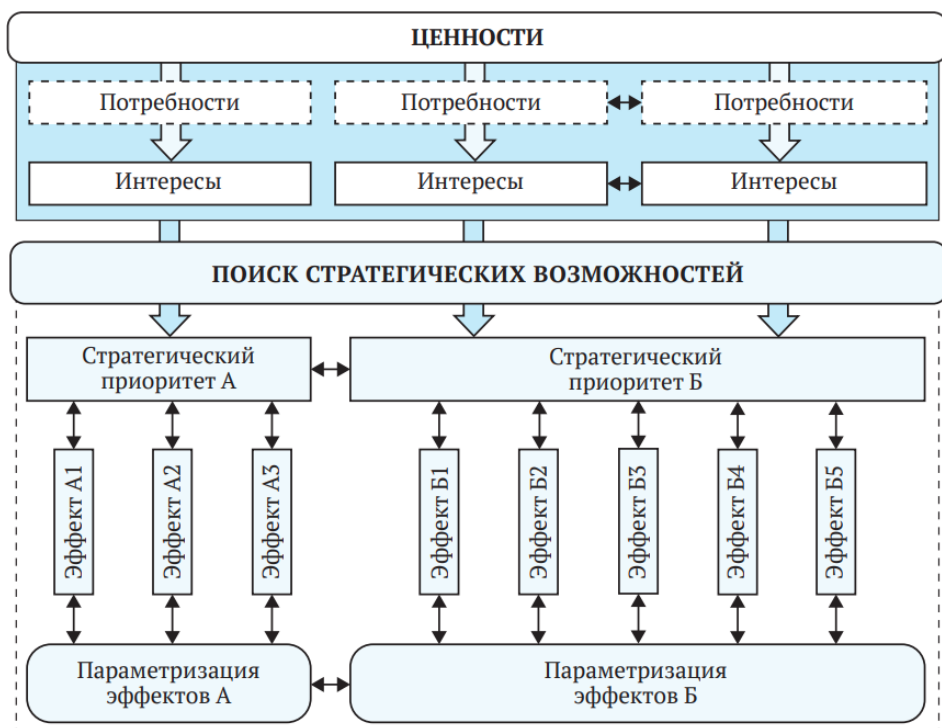 ЦЕННОСТИ
Потребности
Потребности
Потребности
Интересы
Интересы
Интересы
ПОИСК СТРАТЕГИЧЕСКИХ ВОЗМОЖНОСТЕЙ
Стратегический
приоритет А
Стратегический
приоритет Б
Эффект А1
Эффект А2
Эффект А3
Эффект Б1
Эффект Б2
Эффект Б3
Эффект Б4
Эффект Б5
Параметризация
эффектов А
Параметризация
эффектов Б